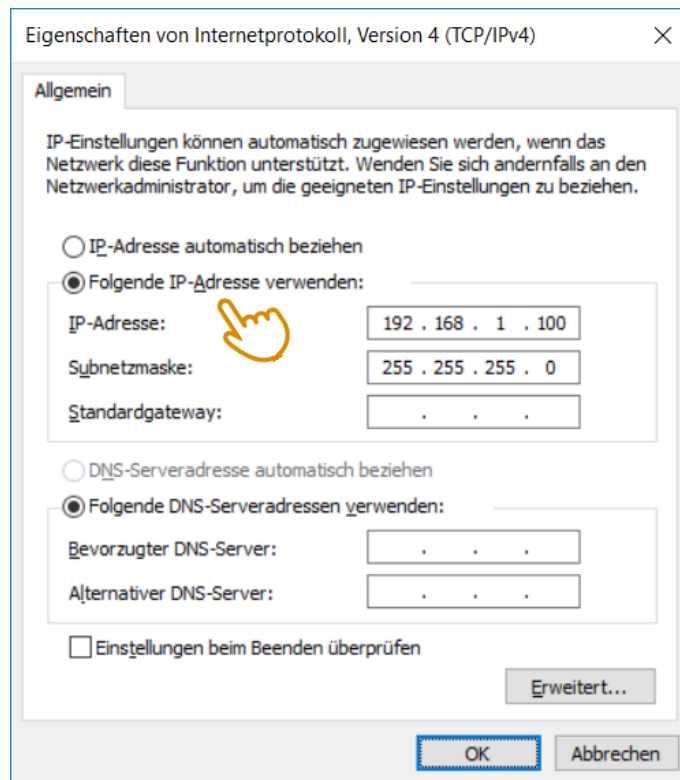 Eigenschaften von Internetprotokoll, Version 4 (TCP/IPv4)
Allgemein
IP-Einstellungen können automatisch zugewiesen werden, wenn das
Netzwerk diese Funktion unterstützt. Wenden Sie sich andernfalls an den
Netzwerkadministrator, um die geeigneten IP-Einstellungen zu beziehen.
IP-Adresse automatisch beziehen
Folgende IP-Adresse verwenden:
IP-Adresse: 192 . 168 . 1 . 100
Subnetzmaske: 255 . 255 . 255 . 0
Standardgateway: . . .
DNS-Serveradresse automatisch beziehen
Folgende DNS-Serveradressen verwenden:
Bevorzugter DNS-Server: . . .
Alternativer DNS-Server: . . .
Einstellungen beim Beenden überprüfen
Erweitert...
OK Abbrechen